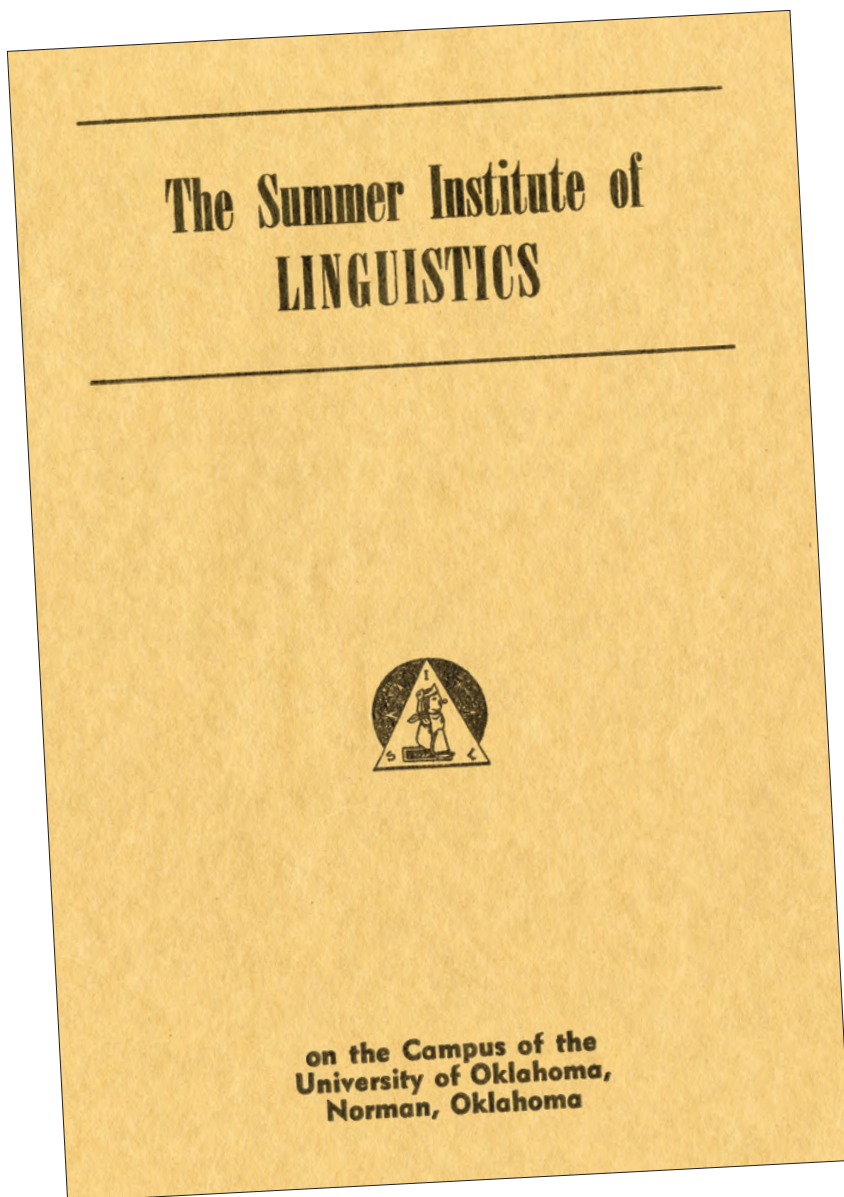 The Summer Institute of
LINGUISTICS
I
S L
on the Campus of the
University of Oklahoma,
Norman, Oklahoma